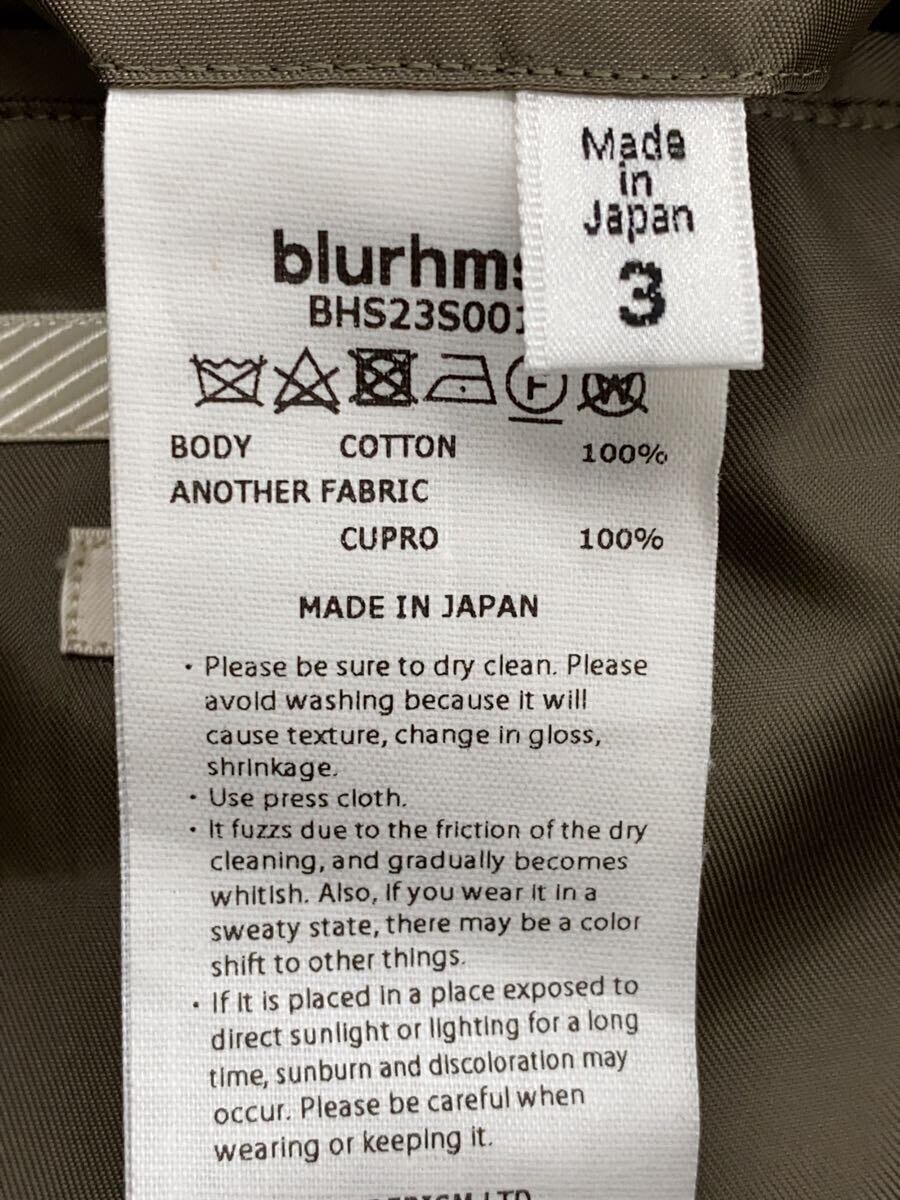 Made
in
Japan
3
blurhms
BHS23S001
F
W
BODY COTTON 100%
ANOTHER FABRIC
CUPRO 100%
MADE IN JAPAN
· Please be sure to dry clean. Please
avoid washing because it will
cause texture, change in gloss,
shrinkage.
· Use press cloth.
· It fuzzs due to the friction of the dry
cleaning, and gradually becomes
whitish. Also, if you wear it in a
sweaty state, there may be a color
shift to other things.
· If it is placed in a place exposed to
direct sunlight or lighting for a long
time, sunburn and discoloration may
occur. Please be careful when
wearing or keeping it.
LTD